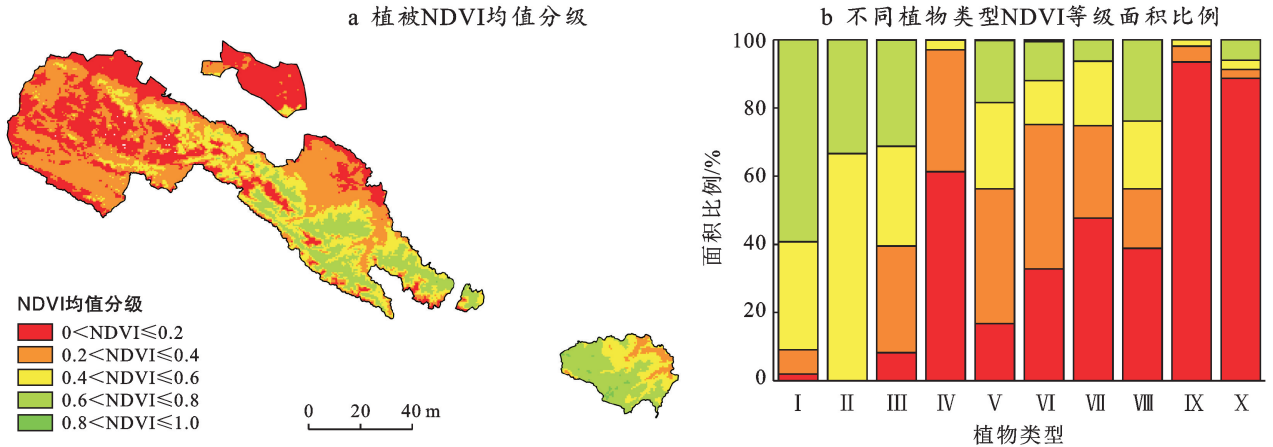 a 植被NDVI均值分级
NDVI均值分级
0<NDVI≤0.2
0.2<NDVI≤0.4
0.4<NDVI≤0.6
0.6<NDVI≤0.8
0.8<NDVI≤1.0
0 20 40 m
b 不同植物类型NDVI等级面积比例
面积比例/%
100
80
60
40
20
0
I II III IV V VI VII VIII IX X
植物类型